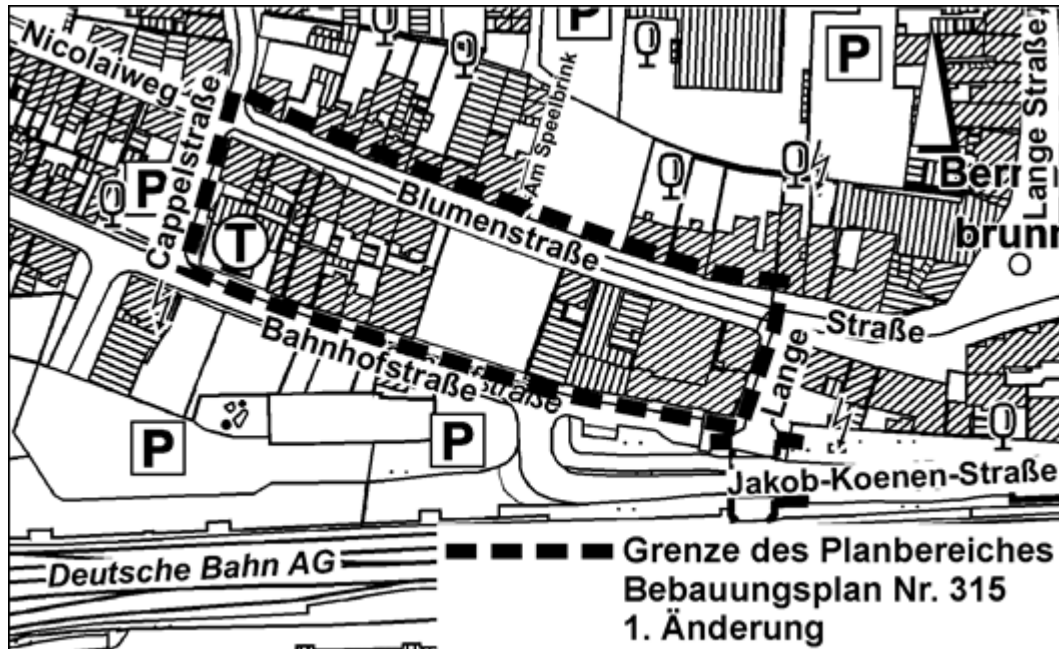 P
P
Nicolaiweg
Cappelstraße
Am Speelbrink
Lange Straße
P
T
Blumenstraße
brunn
Straße
Bahnhofstraße
straße
Lange
P
P
Jakob-Koenen-Straße
Deutsche Bahn AG
Grenze des Planbereiches
Bebauungsplan Nr. 315
1. Änderung